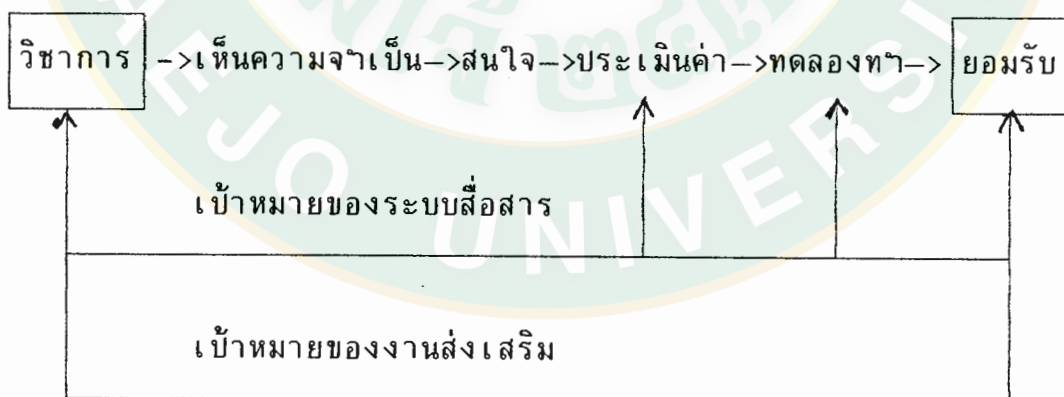 วิชาการ ->เห็นความจำเป็น->สนใจ->ประเมินค่า->ทดลองทำ-> ยอมรับ
เป้าหมายของระบบสื่อสาร
EJO UNIVERSI
เป้าหมายของงานส่งเสริม